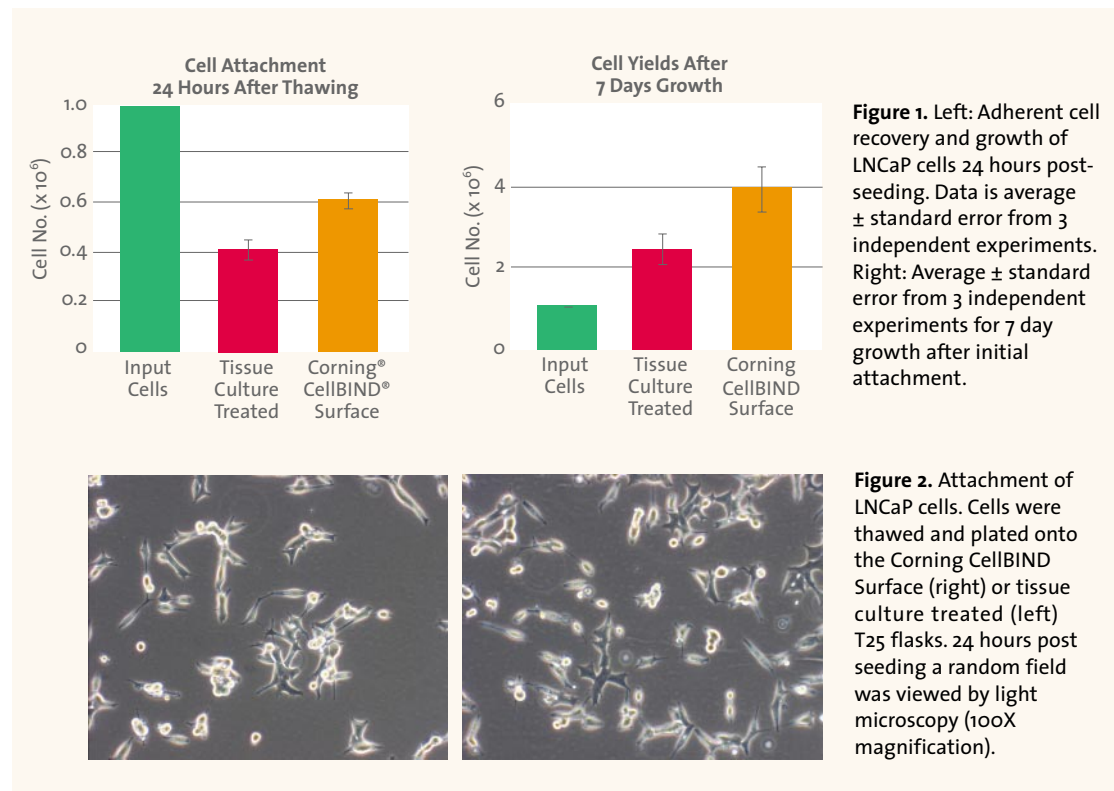 Cell Attachment
24 Hours After Thawing
Cell No. (x 10⁶)
1.0
0.8
0.6
0.4
0.2
0
Input
Cells
Tissue
Culture
Treated
Corning®
CellBIND®
Surface
Cell Yields After
7 Days Growth
Cell No. (x 10⁶)
6
4
2
0
Input
Cells
Tissue
Culture
Treated
Corning
CellBIND
Surface
Figure 1. Left: Adherent cell
recovery and growth of
LNCaP cells 24 hours post-
seeding. Data is average
± standard error from 3
independent experiments.
Right: Average ± standard
error from 3 independent
experiments for 7 day
growth after initial
attachment.
Figure 2. Attachment of
LNCaP cells. Cells were
thawed and plated onto
the Corning CellBIND
Surface (right) or tissue
culture treated (left)
T25 flasks. 24 hours post
seeding a random field
was viewed by light
microscopy (100X
magnification).